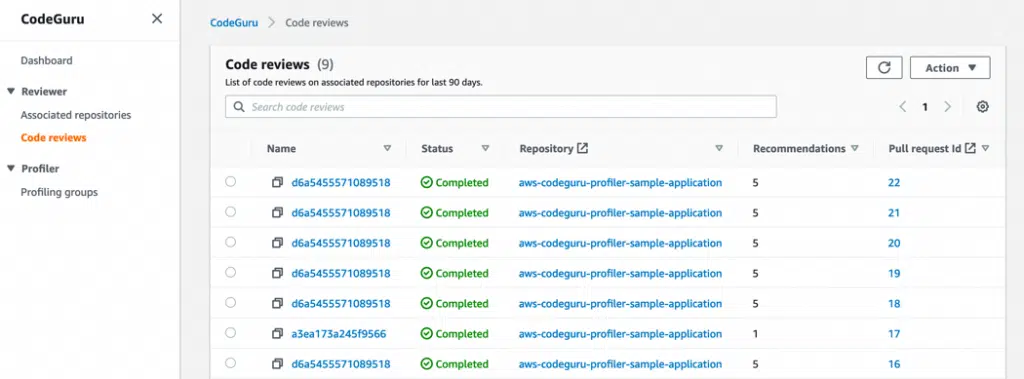 CodeGuru
Dashboard
Reviewer
Associated repositories
Code reviews
Profiler
Profiling groups
CodeGuru Code reviews
Code reviews (9)
List of code reviews on associated repositories for last 90 days.
Action
Search code reviews
1
Name Status Repository Recommendations Pull request Id
d6a5455571089518 Completed aws-codeguru-profiler-sample-application 5 22
d6a5455571089518 Completed aws-codeguru-profiler-sample-application 5 21
d6a5455571089518 Completed aws-codeguru-profiler-sample-application 5 20
d6a5455571089518 Completed aws-codeguru-profiler-sample-application 5 19
d6a5455571089518 Completed aws-codeguru-profiler-sample-application 5 18
a3ea173a245f9566 Completed aws-codeguru-profiler-sample-application 1 17
d6a5455571089518 Completed aws-codeguru-profiler-sample-application 5 16